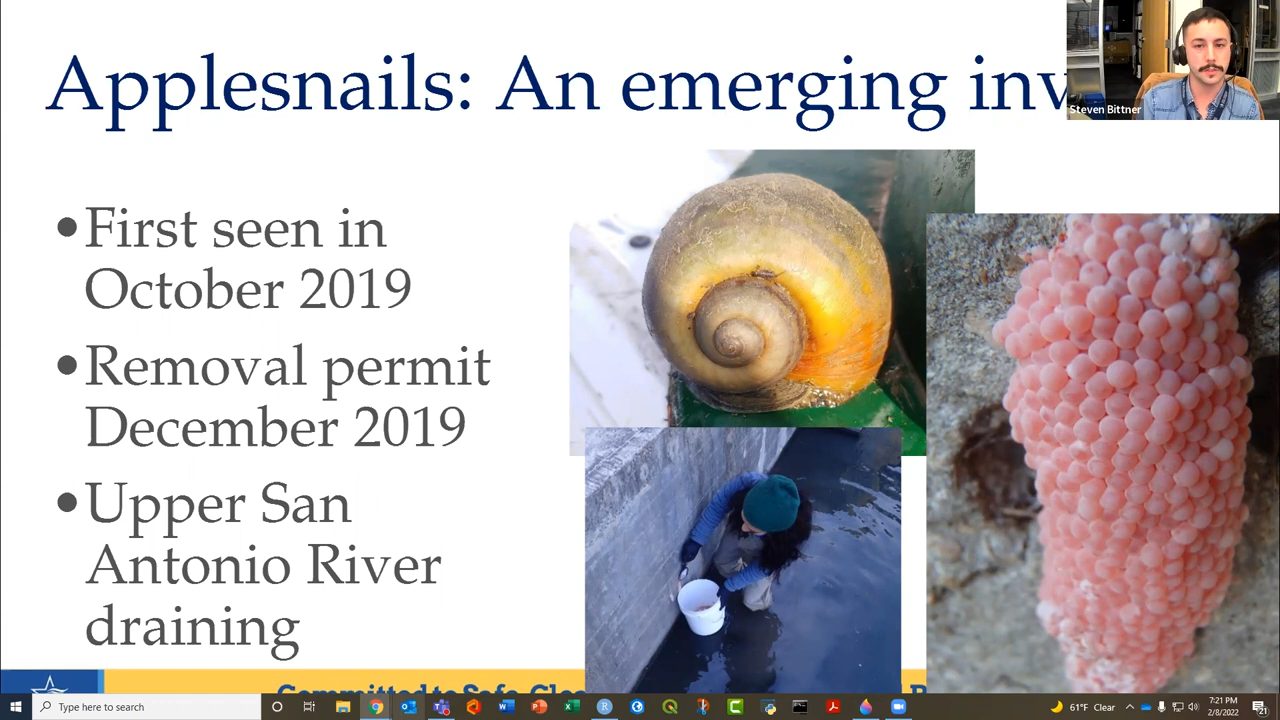 Applesnails: An emerging inv
Steven Bittner
•First seen in
October 2019
•Removal permit
December 2019
•Upper San
Antonio River
draining
Type here to search
61°F Clear
7:21 PM
2/8/2022
21